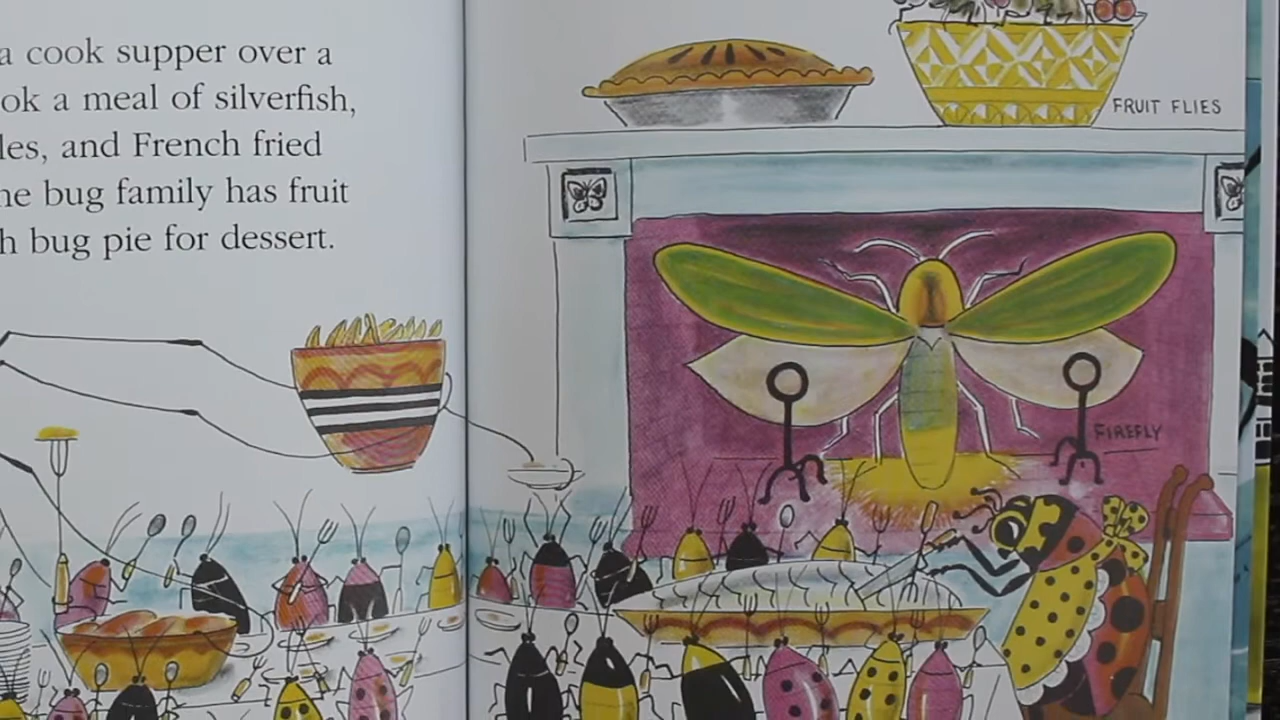 a cook supper over a
ok a meal of silverfish,
les, and French fried
he bug family has fruit
h bug pie for dessert.
FRUIT FLIES
FIREFLY